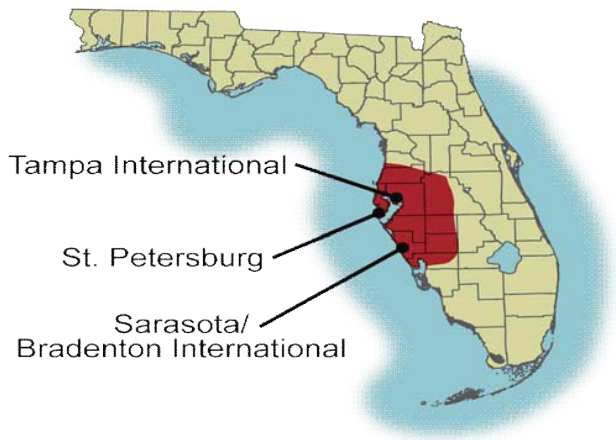 Tampa International
St. Petersburg
Sarasota/
Bradenton International